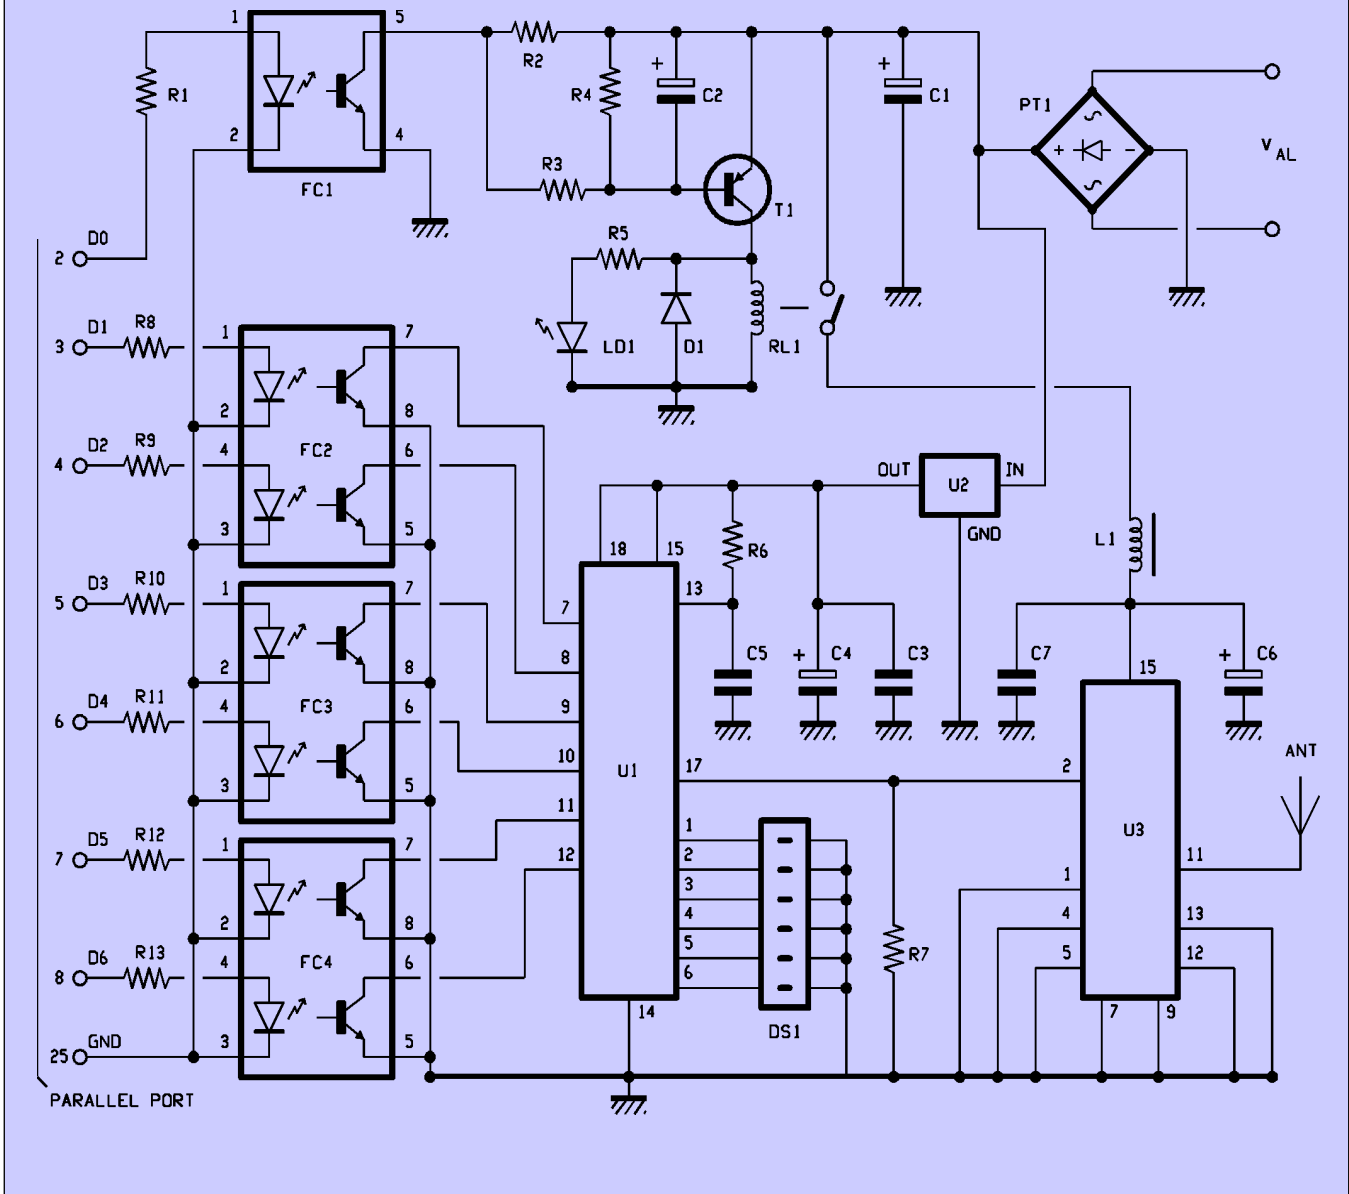 1
5
R1
2
4
FC1
R2
R4
+
C2
R3
T1
+
C1
PT1
+
-
V AL
D0
2
R5
LD1
D1
RL1
D1
R8
3
1
7
2
8
D2
R9
4
4
FC2
6
3
5
OUT
U2
IN
GND
L1
18
15
R6
13
D3
R10
5
1
7
2
8
D4
R11
6
4
FC3
6
3
5
7
8
9
10
11
12
U1
C5
+
C4
C3
C7
15
+
C6
ANT
17
2
U3
11
1
2
3
4
5
6
DS1
14
R7
1
4
5
13
12
7
9
D5
R12
7
1
7
2
8
D6
R13
8
4
FC4
6
3
5
25
GND
PARALLEL PORT